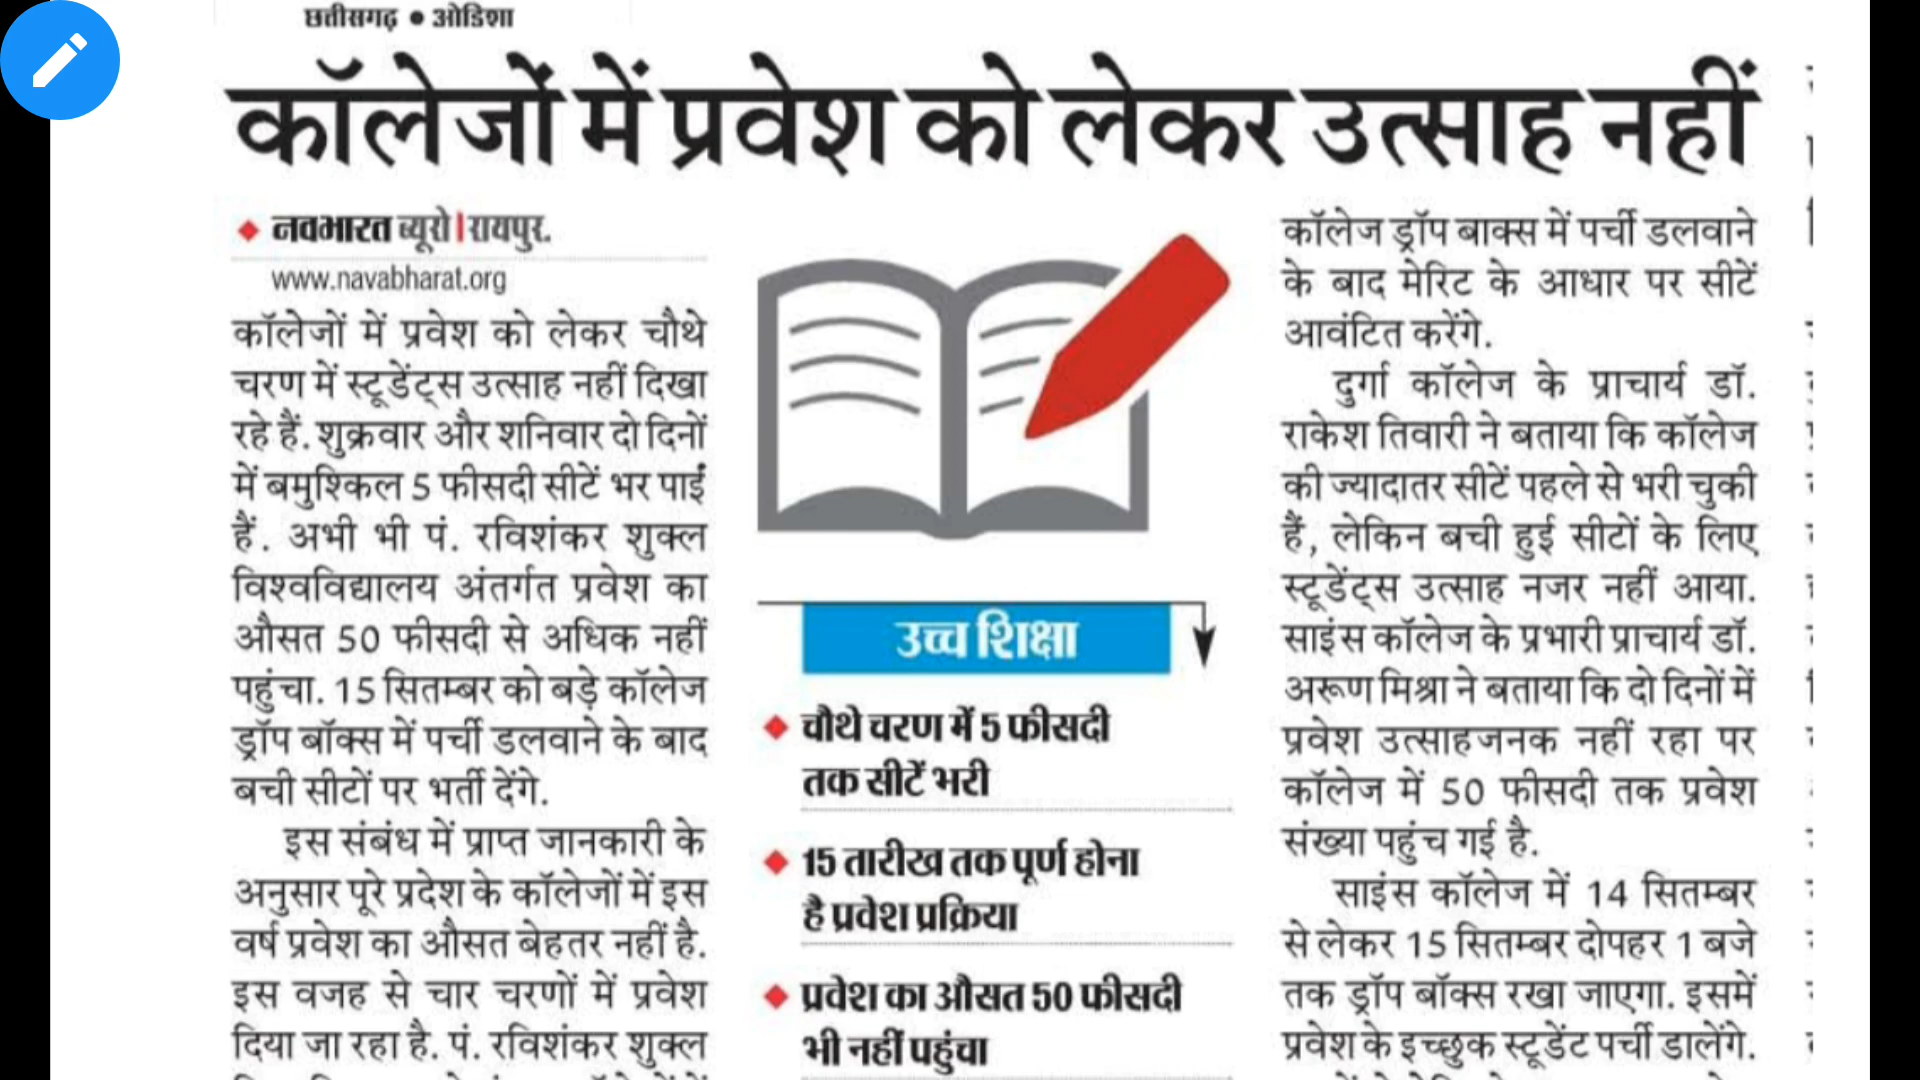 छत्तीसगढ़ ● ओडिशा
कॉलेजों में प्रवेश को लेकर उत्साह नहीं
नवभारत ब्यूरो | रायपुर.
www.navabharat.org
कॉलेजों में प्रवेश को लेकर चौथे
चरण में स्टूडेंट्स उत्साह नहीं दिखा
रहे हैं. शुक्रवार और शनिवार दो दिनों
में बमुश्किल 5 फीसदी सीटें भर पाईं
हैं. अभी भी पं. रविशंकर शुक्ल
विश्वविद्यालय अंतर्गत प्रवेश का
औसत 50 फीसदी से अधिक नहीं
पहुंचा. 15 सितम्बर को बड़े कॉलेज
ड्रॉप बॉक्स में पर्ची डलवाने के बाद
बची सीटों पर भर्ती देंगे.
इस संबंध में प्राप्त जानकारी के
अनुसार पूरे प्रदेश के कॉलेजों में इस
वर्ष प्रवेश का औसत बेहतर नहीं है.
इस वजह से चार चरणों में प्रवेश
दिया जा रहा है. पं. रविशंकर शुक्ल
उच्च शिक्षा
चौथे चरण में 5 फीसदी
तक सीटें भरी
15 तारीख तक पूर्ण होना
है प्रवेश प्रक्रिया
प्रवेश का औसत 50 फीसदी
भी नहीं पहुंचा
कॉलेज ड्रॉप बाक्स में पर्ची डलवाने
के बाद मेरिट के आधार पर सीटें
आवंटित करेंगे.
दुर्गा कॉलेज के प्राचार्य डॉ.
राकेश तिवारी ने बताया कि कॉलेज
की ज्यादातर सीटें पहले से भरी चुकी
हैं, लेकिन बची हुई सीटों के लिए
स्टूडेंट्स उत्साह नजर नहीं आया.
साइंस कॉलेज के प्रभारी प्राचार्य डॉ.
अरूण मिश्रा ने बताया कि दो दिनों में
प्रवेश उत्साहजनक नहीं रहा पर
कॉलेज में 50 फीसदी तक प्रवेश
संख्या पहुंच गई है.
साइंस कॉलेज में 14 सितम्बर
से लेकर 15 सितम्बर दोपहर 1 बजे
तक ड्रॉप बॉक्स रखा जाएगा. इसमें
प्रवेश के इच्छुक स्टूडेंट पर्ची डालेंगे.